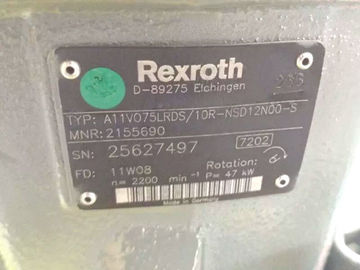 Rexroth
D-89275 Elchingen
TYP: A11VO75LRDS/10R-NSD12N00-S
MNR: 2155690
SN: 25627497
7202
FD: 11W08
Rotation:
n= 2200 min⁻¹ P= 47 kW
Made in Germany